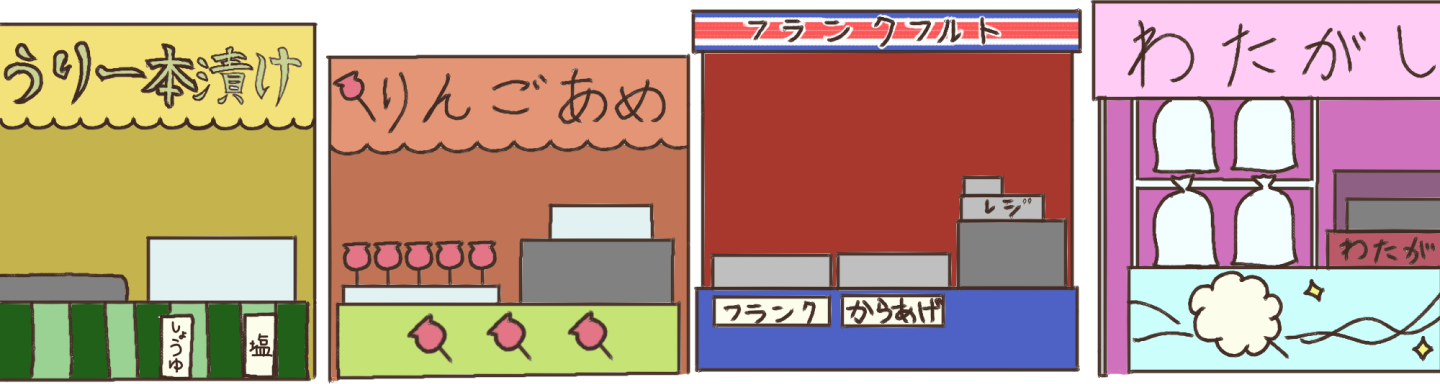 うりー本漬け
しょうゆ
塩
りんごあめ
フランクフルト
レジ
フランク
からあげ
わたがし
わたが